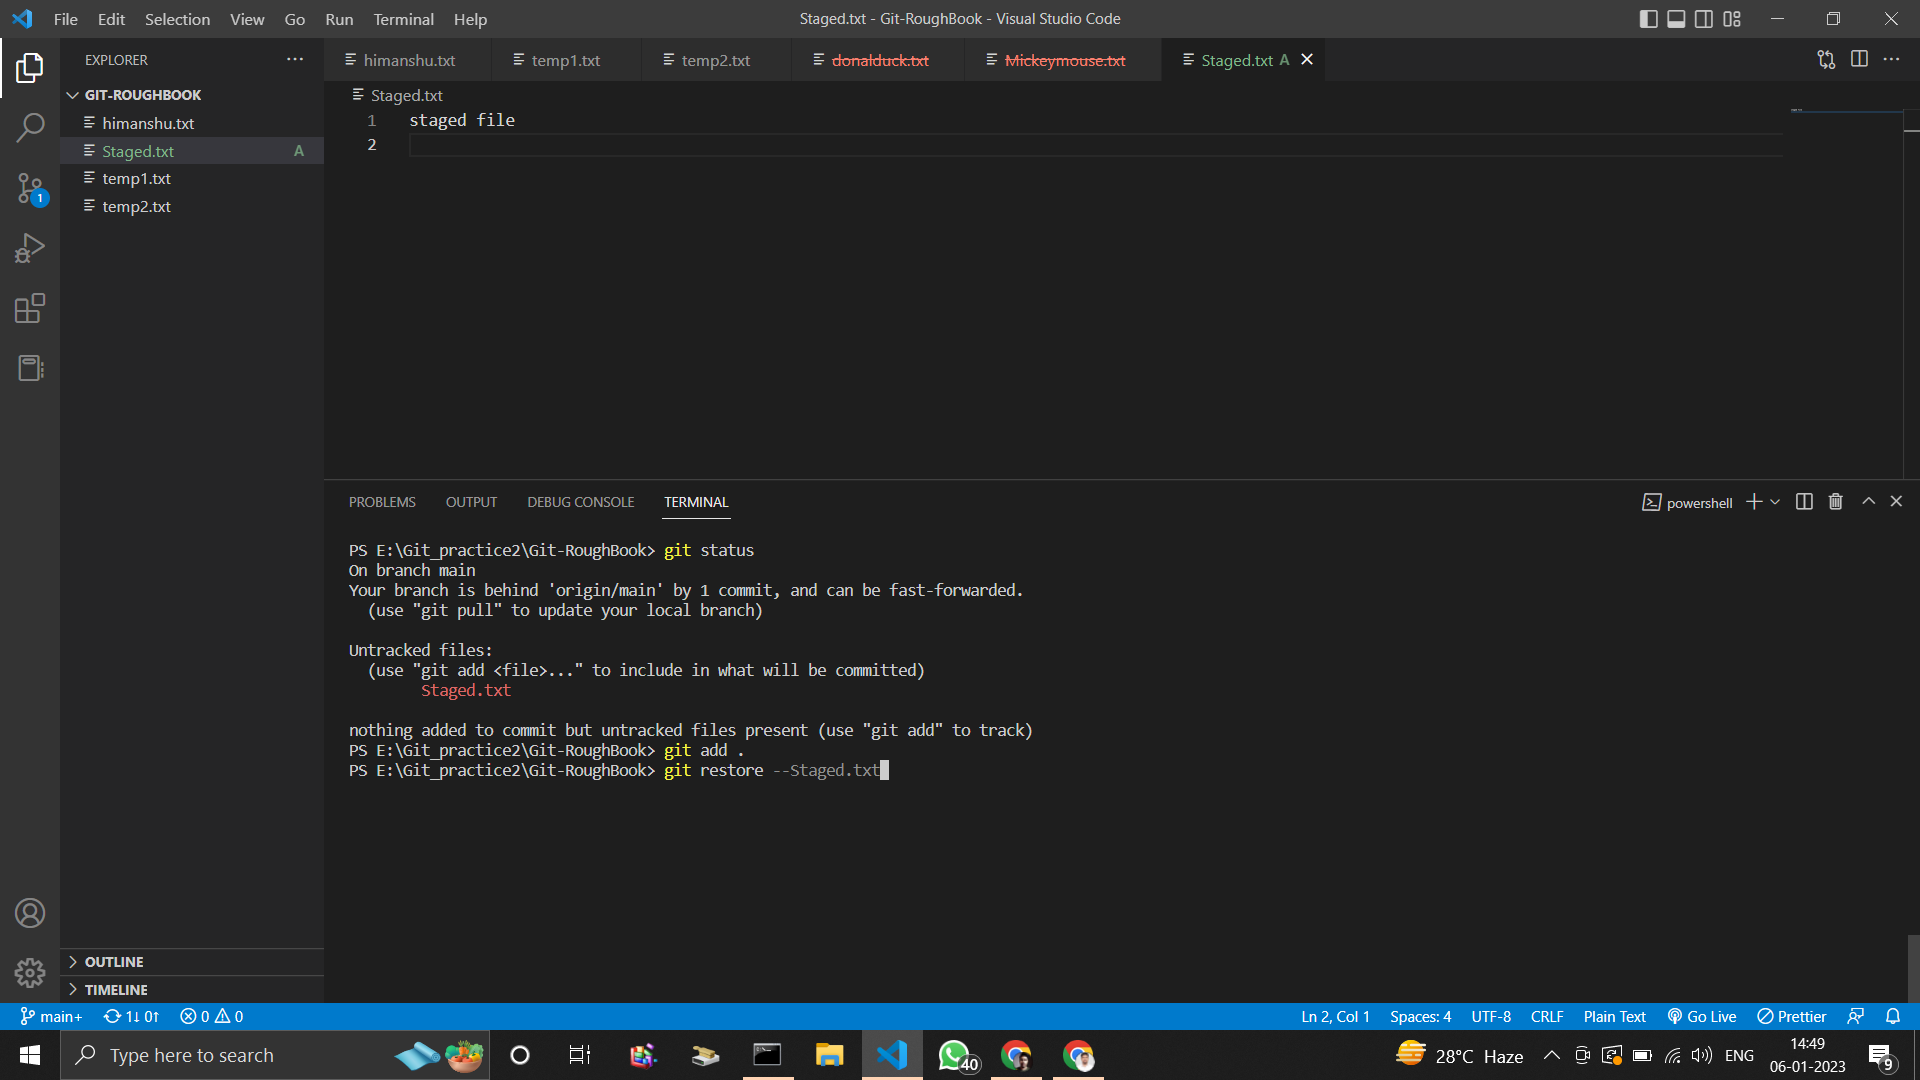 File Edit Selection View Go Run Terminal Help
Staged.txt - Git-RoughBook - Visual Studio Code
EXPLORER
himanshu.txt temp1.txt temp2.txt donalduck.txt Mickeymouse.txt Staged.txt A
GIT-ROUGHBOOK
himanshu.txt
Staged.txt A
temp1.txt
temp2.txt
1
OUTLINE
TIMELINE
Staged.txt
1 staged file
2
PROBLEMS OUTPUT DEBUG CONSOLE TERMINAL
powershell
PS E:\Git_practice2\Git-RoughBook> git status
On branch main
Your branch is behind 'origin/main' by 1 commit, and can be fast-forwarded.
(use "git pull" to update your local branch)
Untracked files:
(use "git add <file>..." to include in what will be committed)
Staged.txt
nothing added to commit but untracked files present (use "git add" to track)
PS E:\Git_practice2\Git-RoughBook> git add .
PS E:\Git_practice2\Git-RoughBook> git restore --Staged.txt
main+ 1↓ 0↑ 0 0
Ln 2, Col 1 Spaces: 4 UTF-8 CRLF Plain Text Go Live Prettier
Type here to search
40
28°C Haze
ENG
14:49
06-01-2023
9